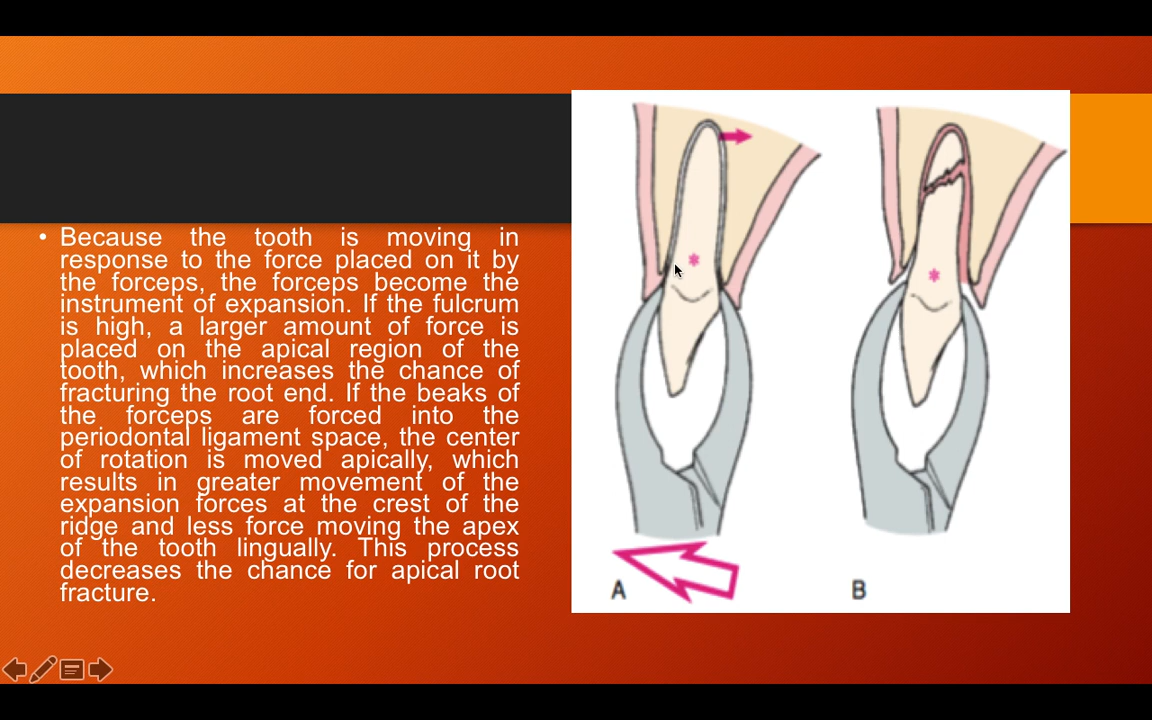 • Because the tooth is moving in
response to the force placed on it by
the forceps, the forceps become the
instrument of expansion. If the fulcrum
is high, a larger amount of force is
placed on the apical region of the
tooth, which increases the chance of
fracturing the root end. If the beaks of
the forceps are forced into the
periodontal ligament space, the center
of rotation is moved apically, which
results in greater movement of the
expansion forces at the crest of the
ridge and less force moving the apex
of the tooth lingually. This process
decreases the chance for apical root
fracture.
A
B